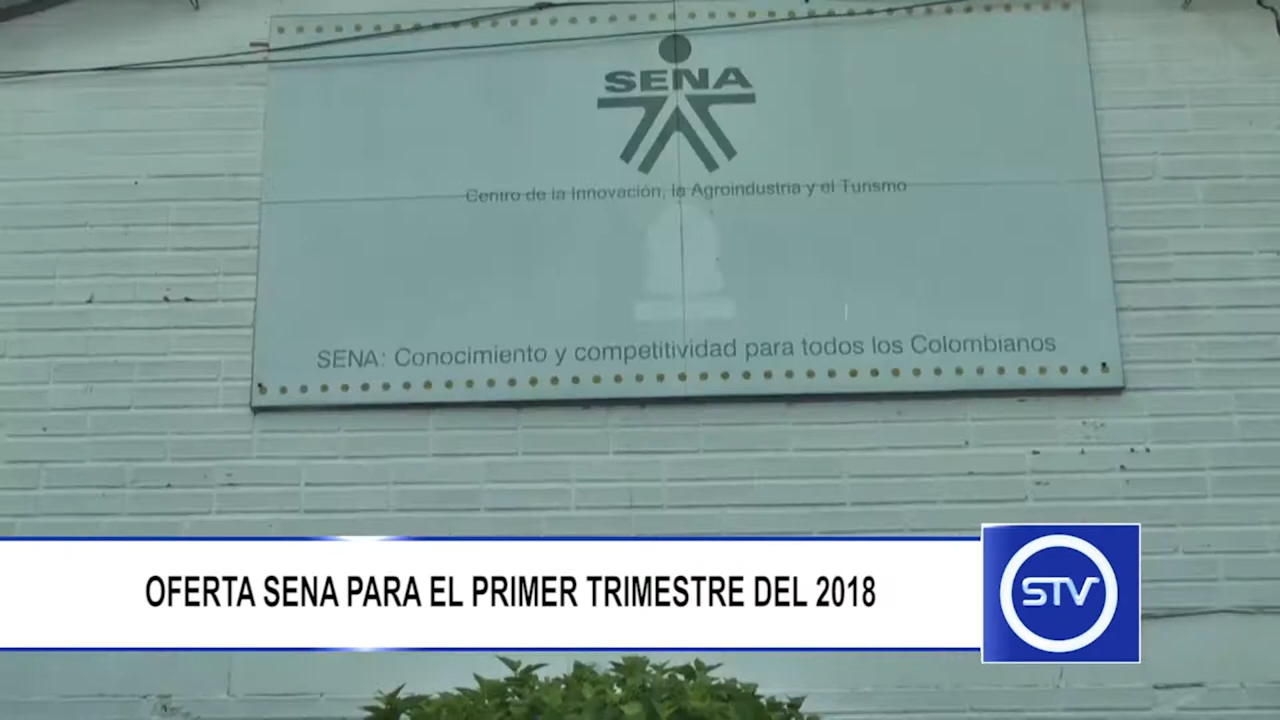 SENA
Centro de la Innovación, la Agroindustria y el Turismo
SENA: Conocimiento y competitividad para todos los Colombianos
OFERTA SENA PARA EL PRIMER TRIMESTRE DEL 2018
STV